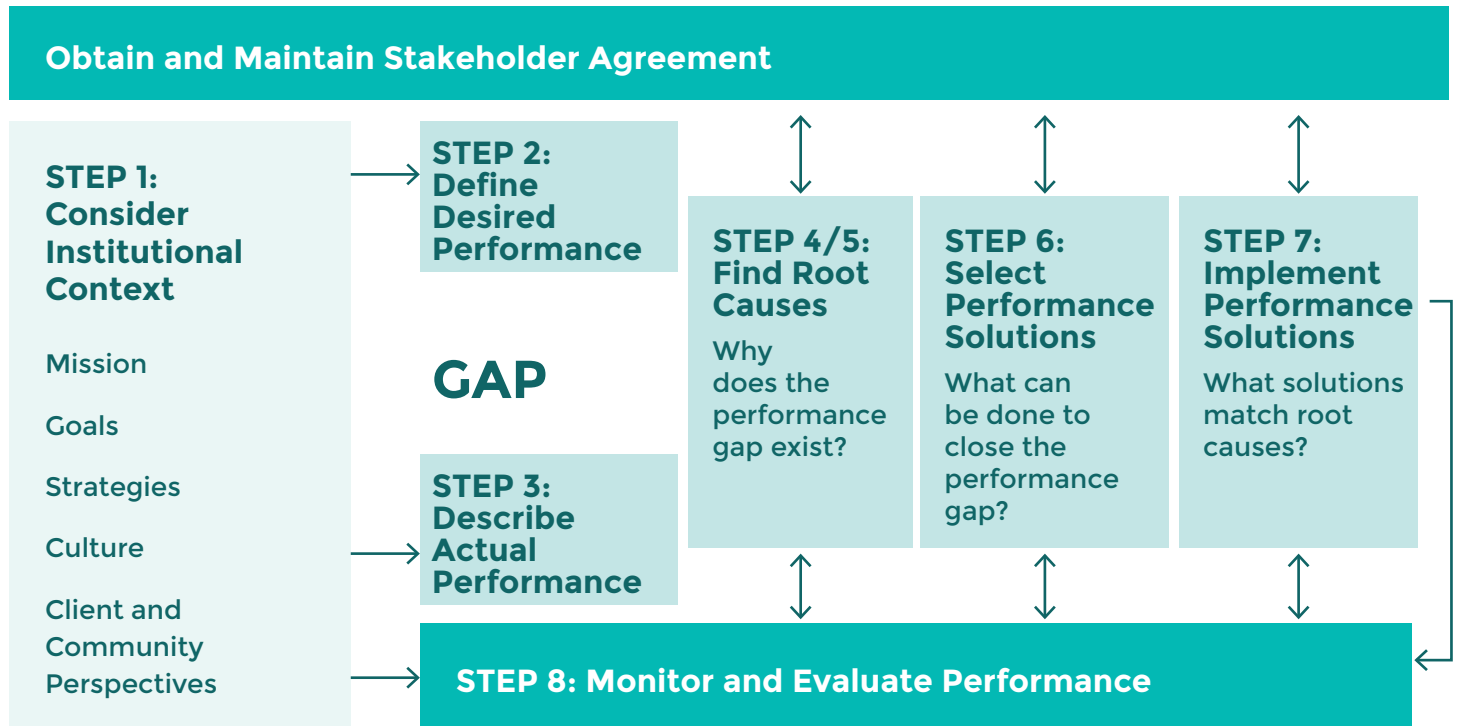 Obtain and Maintain Stakeholder Agreement
STEP 1:
Consider
Institutional
Context
Mission
Goals
Strategies
Culture
Client and
Community
Perspectives
STEP 2:
Define
Desired
Performance
GAP
STEP 3:
Describe
Actual
Performance
STEP 4/5:
Find Root
Causes
Why
does the
performance
gap exist?
STEP 6:
Select
Performance
Solutions
What can
be done to
close the
performance
gap?
STEP 7:
Implement
Performance
Solutions
What solutions
match root
causes?
STEP 8: Monitor and Evaluate Performance